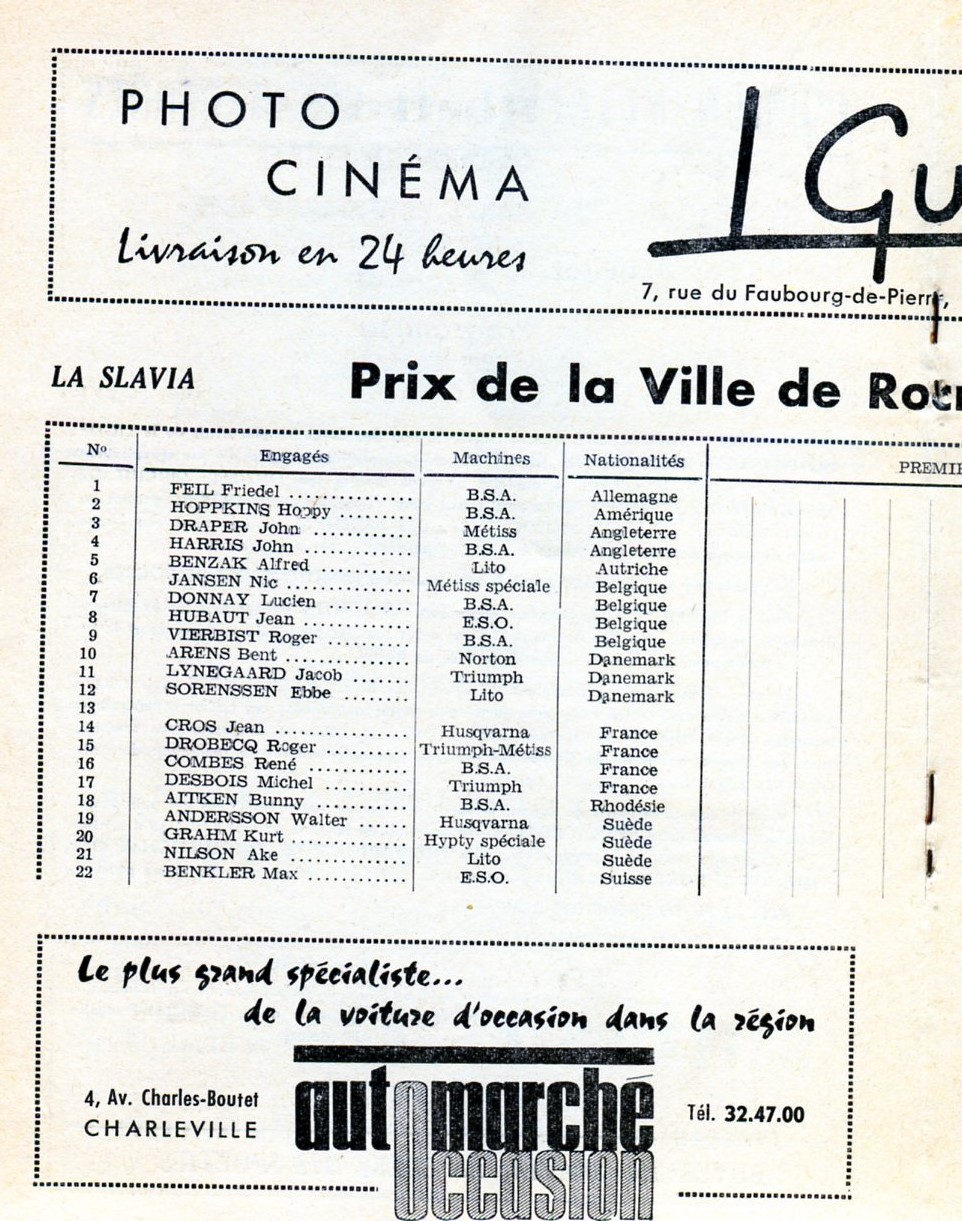 PHOTO
CINÉMA
Livraison en 24 heures
7, rue du Faubourg-de-Pierre,
LA SLAVIA
Prix de la Ville de
Nº Engagés Machines Nationalités
1 FEIL Friedel .............. B.S.A. Allemagne
2 HOPPKINS Hoppy ......... B.S.A. Amérique
3 DRAPER John ............ Métiss Angleterre
4 HARRIS John ............. B.S.A. Angleterre
5 BENZAK Alfred ........... Lito Autriche
6 JANSEN Nic ............... Métiss spéciale Belgique
7 DONNAY Lucien .......... B.S.A. Belgique
8 HUBAUT Jean ............ E.S.O. Belgique
9 VIERBIST Roger ......... B.S.A. Belgique
10 ARENS Bent ............... Norton Danemark
11 LYNEGAARD Jacob ....... Triumph Danemark
12 SORENSSEN Ebbe ........ Lito Danemark
13
14 CROS Jean ................ Husqvarna France
15 DROBECQ Roger .......... Triumph-Métiss France
16 COMBES René ............ B.S.A. France
17 DESBOIS Michel .......... Triumph France
18 AITKEN Bunny ........... B.S.A. Rhodésie
19 ANDERSSON Walter ...... Husqvarna Suède
20 GRAHM Kurt .............. Hypty spéciale Suède
21 NILSON Ake ............... Lito Suède
22 BENKLER Max ............ E.S.O. Suisse
Le plus grand spécialiste...
de la voiture d'occasion dans la région
4, Av. Charles-Boutet
CHARLEVILLE
automarché
occasion
Tél. 32.47.00